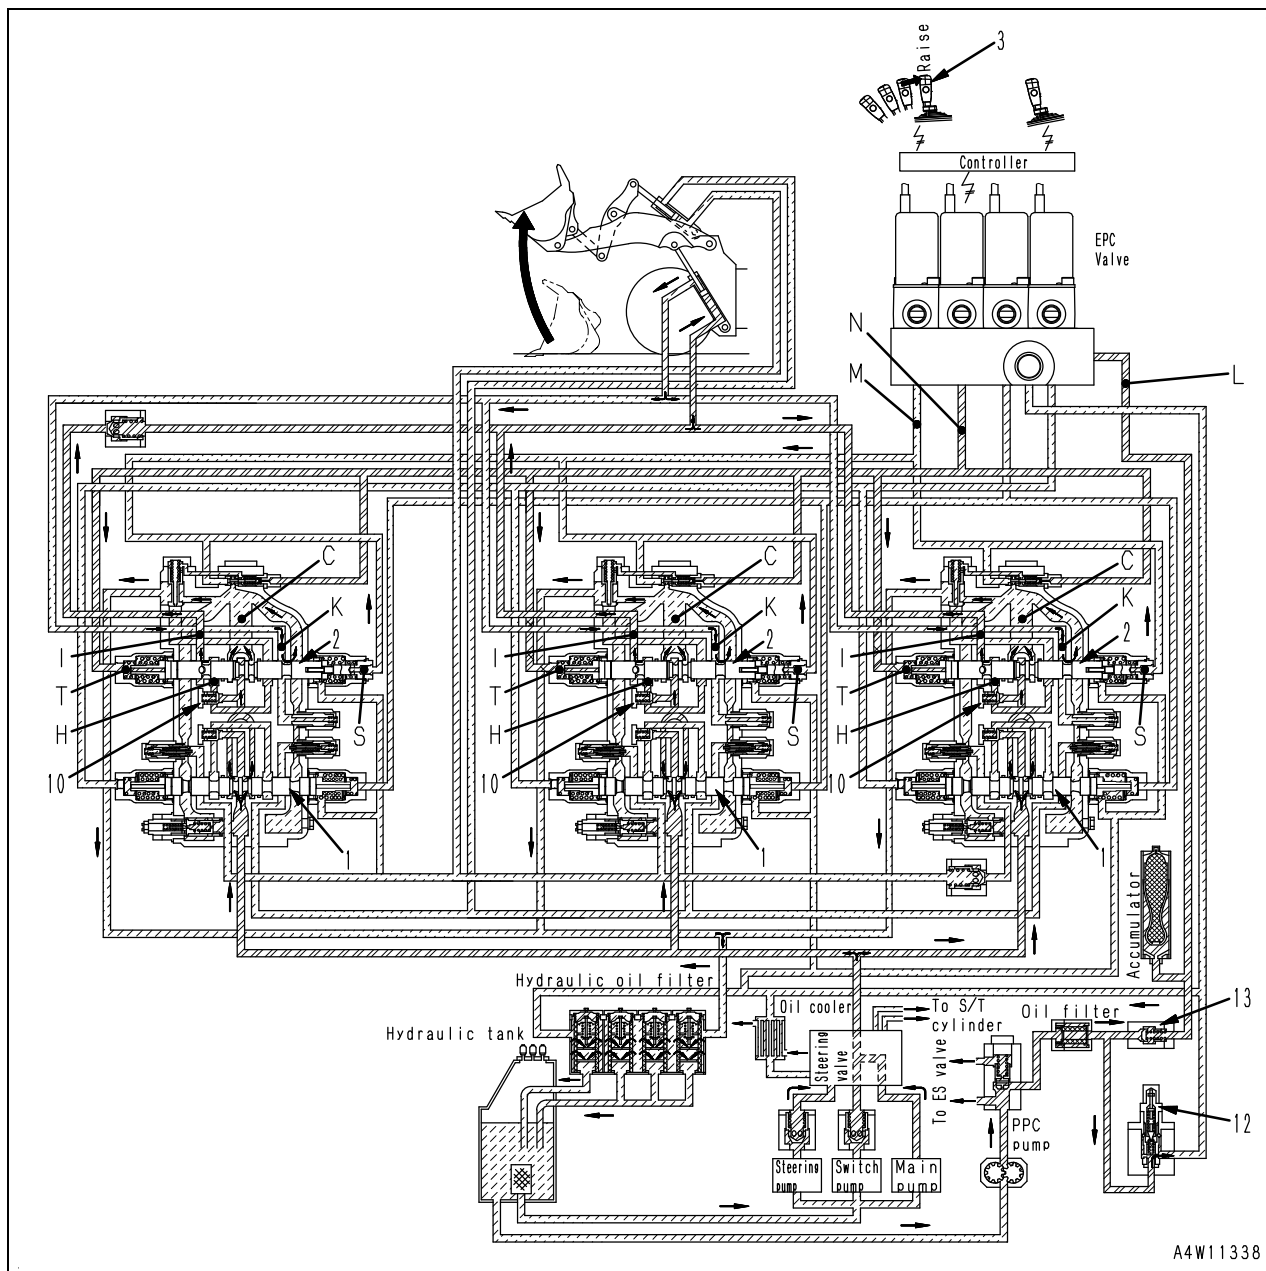 Raise
3
Controller
EPC
Valve
N
M
L
C
C
C
K
K
K
I
2
I
2
I
2
T
T
T
H
S
H
S
H
S
10
10
10
1
1
1
Accumulator
Hydraulic oil filter
Oil cooler
To S/T
cylinder
Oil filter
13
Hydraulic tank
Steering
valve
To ES valve
PPC
pump
12
Steering
pump
Switch
pump
Main
pump
A4W11338